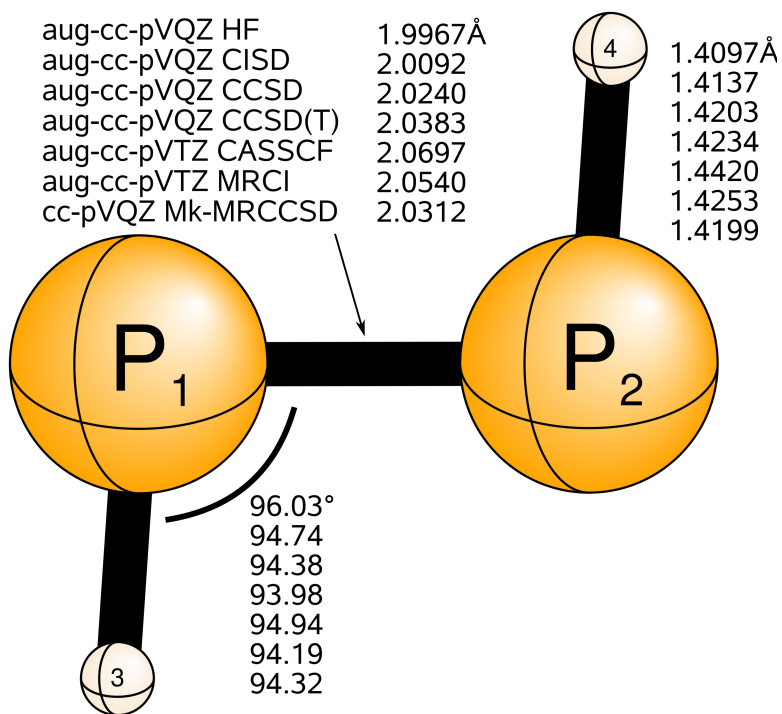 aug-cc-pVQZ HF 1.9967Å
aug-cc-pVQZ CISD 2.0092
aug-cc-pVQZ CCSD 2.0240
aug-cc-pVQZ CCSD(T) 2.0383
aug-cc-pVTZ CASSCF 2.0697
aug-cc-pVTZ MRCI 2.0540
cc-pVQZ Mk-MRCCSD 2.0312
4
1.4097Å
1.4137
1.4203
1.4234
1.4420
1.4253
1.4199
P1
P2
96.03°
94.74
94.38
93.98
94.94
94.19
94.32
3